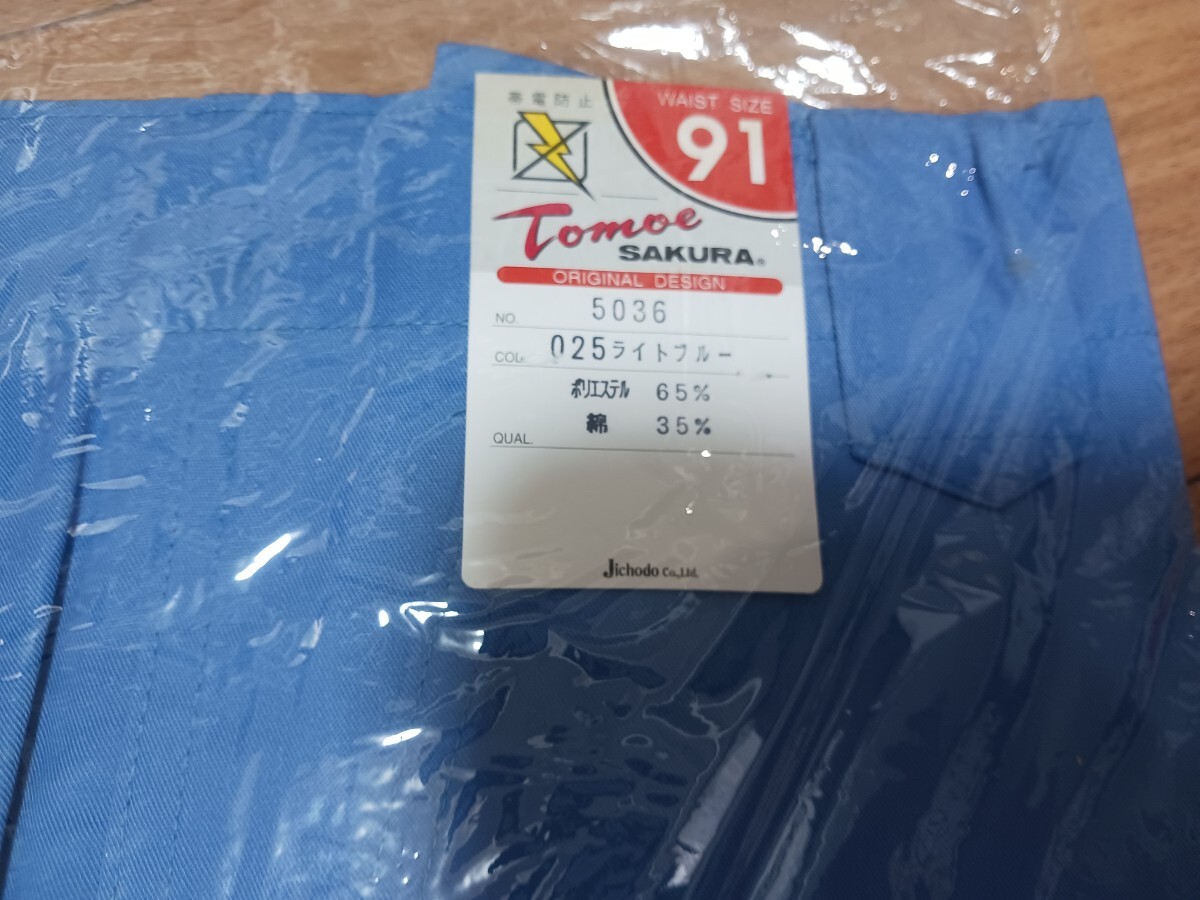 帯電防止
WAIST SIZE
91
Tomoe
SAKURA®
ORIGINAL DESIGN
NO. 5036
COL. 025ライトブルー
ポリエステル 65%
綿 35%
QUAL.
Jichodo Co.,Ltd.